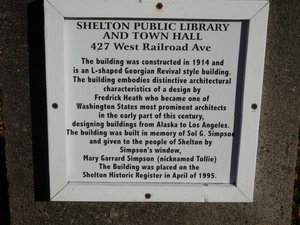 SHELTON PUBLIC LIBRARY
AND TOWN HALL
427 West Railroad Ave
The building was constructed in 1914 and
is an L-shaped Georgian Revival style building.
The building embodies distinctive architectural
characteristics of a design by
Fredrick Heath who became one of
Washington States most prominent architects
in the early part of this century,
designing buildings from Alaska to Los Angeles.
The building was built in memory of Sol G. Simpson
and given to the people of Shelton by
Simpson's window,
Mary Garrard Simpson (nicknamed Tollie)
The Building was placed on the
Shelton Historic Register in April of 1995.